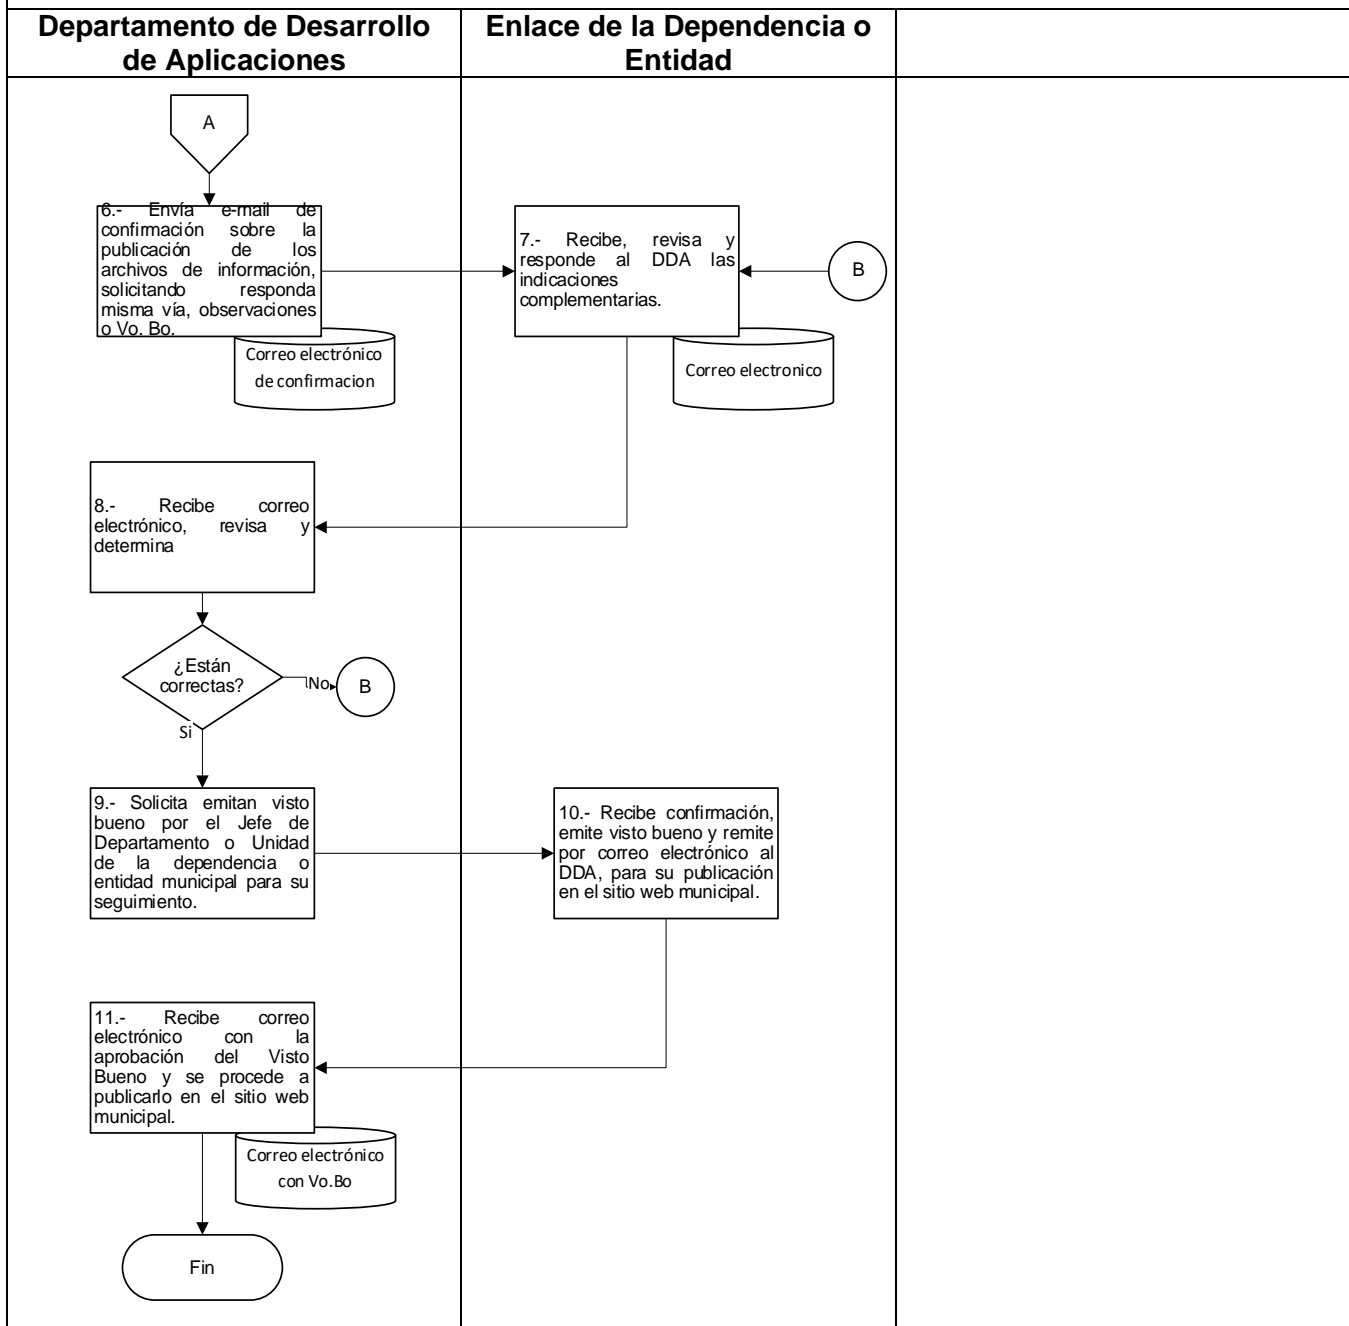 Departamento de Desarrollo
de Aplicaciones
Enlace de la Dependencia o
Entidad
A
6.- Envía e-mail de
confirmación sobre la
publicación de los
archivos de información,
solicitando responda
misma vía, observaciones
o Vo. Bo.
Correo electrónico
de confirmacion
7.- Recibe, revisa y
responde al DDA las
indicaciones
complementarias.
B
Correo electronico
8.- Recibe correo
electrónico, revisa y
determina
¿Están
correctas?
No
B
Si
9.- Solicita emitan visto
bueno por el Jefe de
Departamento o Unidad
de la dependencia o
entidad municipal para su
seguimiento.
10.- Recibe confirmación,
emite visto bueno y remite
por correo electrónico al
DDA, para su publicación
en el sitio web municipal.
11.- Recibe correo
electrónico con la
aprobación del Visto
Bueno y se procede a
publicarlo en el sitio web
municipal.
Correo electrónico
con Vo.Bo
Fin